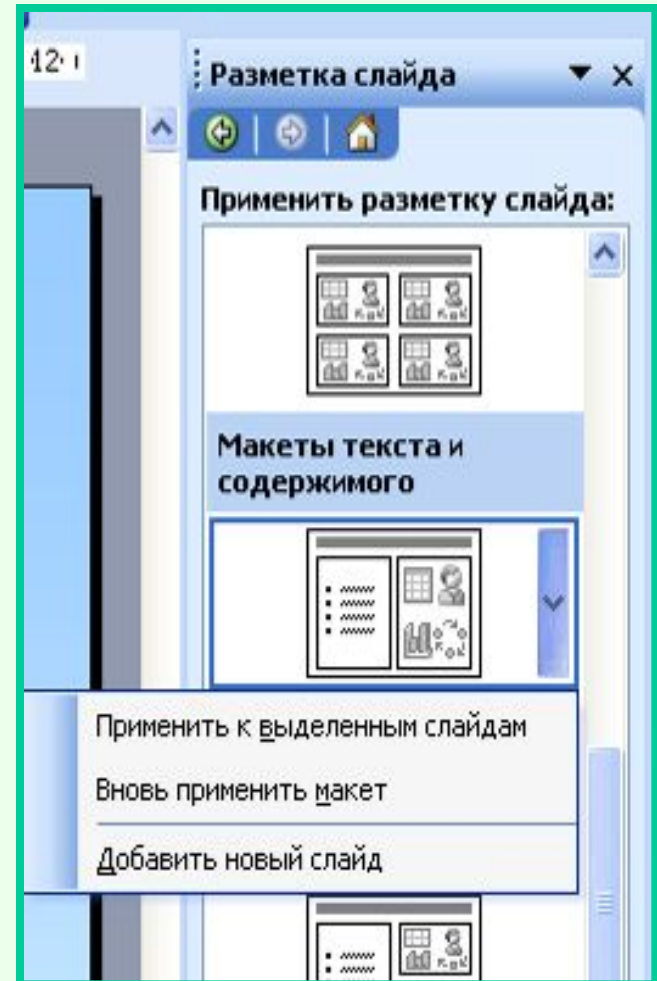 12
Разметка слайда
Применить разметку слайда:
Макеты текста и
содержимого
Применить к выделенным слайдам
Вновь применить макет
Добавить новый слайд